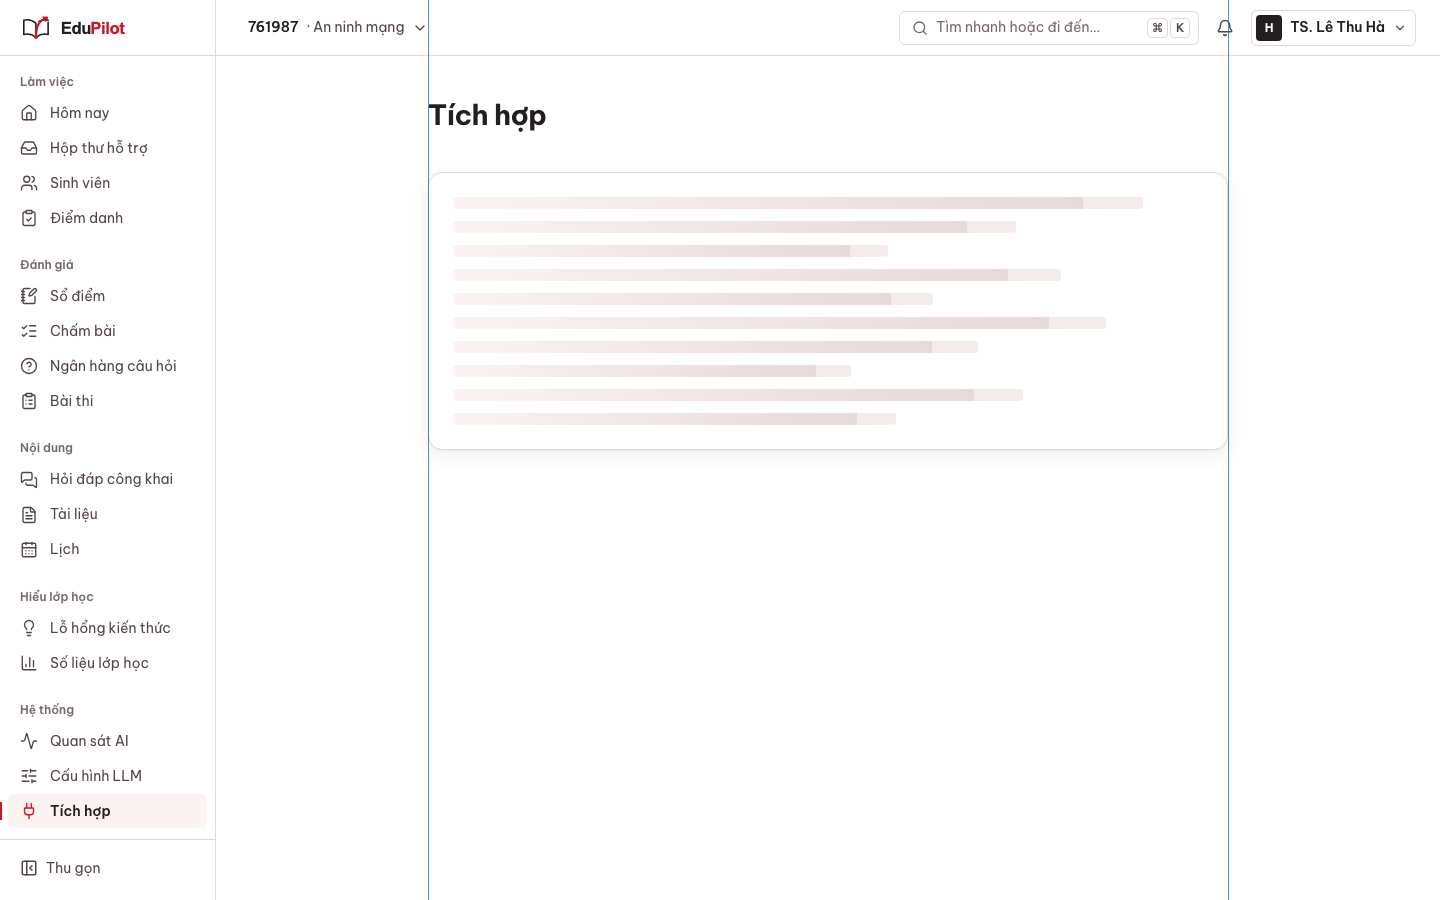 EduPilot
761987 · An ninh mạng
Tìm nhanh hoặc đi đến...
⌘ K
H
TS. Lê Thu Hà
Làm việc
Hôm nay
Hộp thư hỗ trợ
Sinh viên
Điểm danh
Đánh giá
Sổ điểm
Chấm bài
Ngân hàng câu hỏi
Bài thi
Nội dung
Hỏi đáp công khai
Tài liệu
Lịch
Hiểu lớp học
Lỗ hổng kiến thức
Số liệu lớp học
Hệ thống
Quan sát AI
Cấu hình LLM
Tích hợp
Thu gọn
Tích hợp